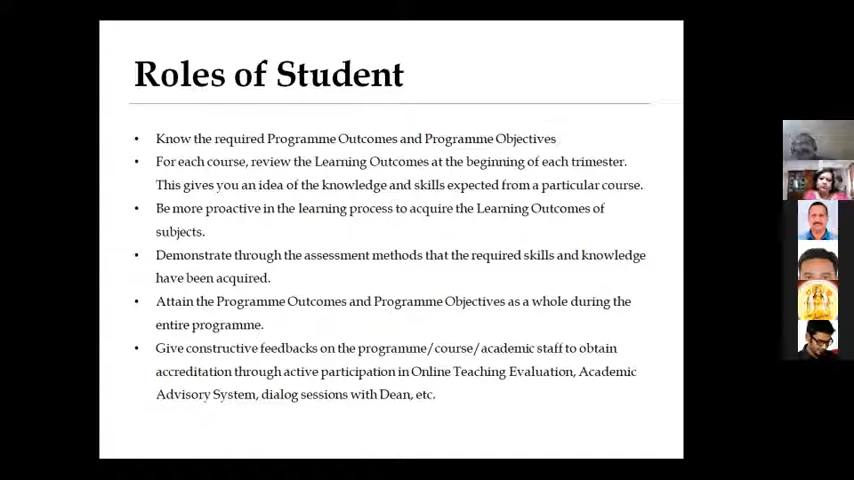 Roles of Student
• Know the required Programme Outcomes and Programme Objectives
• For each course, review the Learning Outcomes at the beginning of each trimester.
This gives you an idea of the knowledge and skills expected from a particular course.
• Be more proactive in the learning process to acquire the Learning Outcomes of
subjects.
• Demonstrate through the assessment methods that the required skills and knowledge
have been acquired.
• Attain the Programme Outcomes and Programme Objectives as a whole during the
entire programme.
• Give constructive feedbacks on the programme/course/academic staff to obtain
accreditation through active participation in Online Teaching Evaluation, Academic
Advisory System, dialog sessions with Dean, etc.